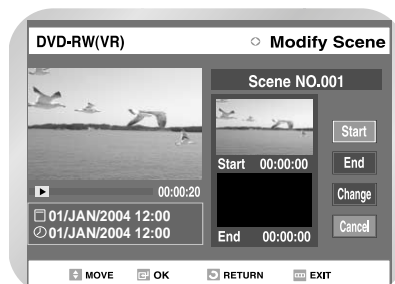 DVD-RW(VR)
Modify Scene
Scene NO.001
Start 00:00:00
End 00:00:00
Start
End
Change
Cancel
00:00:20
01/JAN/2004 12:00
01/JAN/2004 12:00
MOVE OK RETURN EXIT